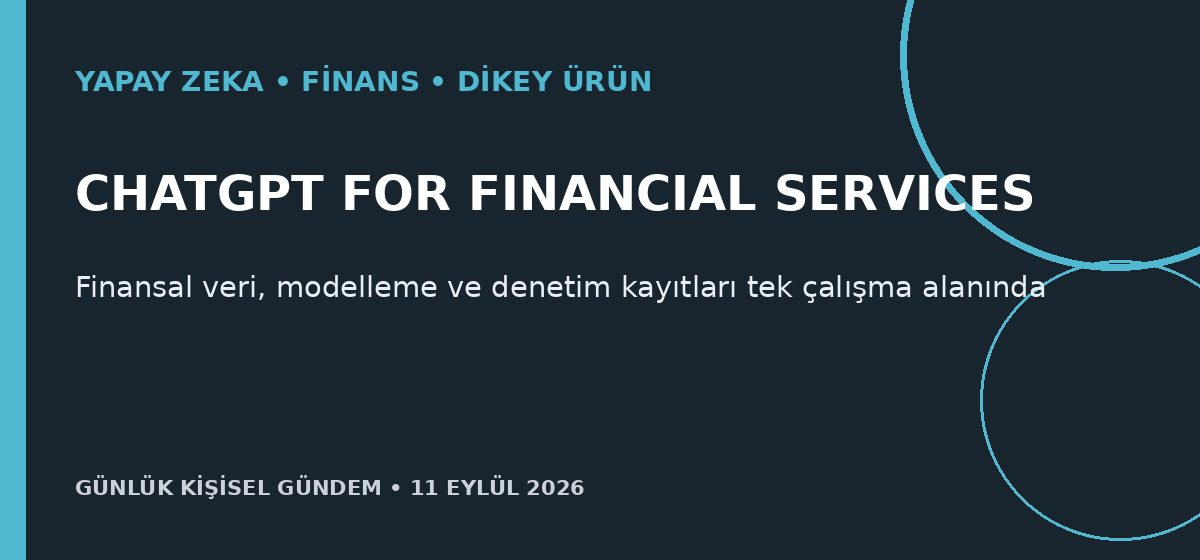 YAPAY ZEKA • FİNANS • DİKEY ÜRÜN
CHATGPT FOR FINANCIAL SERVICES
Finansal veri, modelleme ve denetim kayıtları tek çalışma alanında
GÜNLÜK KİŞİSEL GÜNDEM • 11 EYLÜL 2026